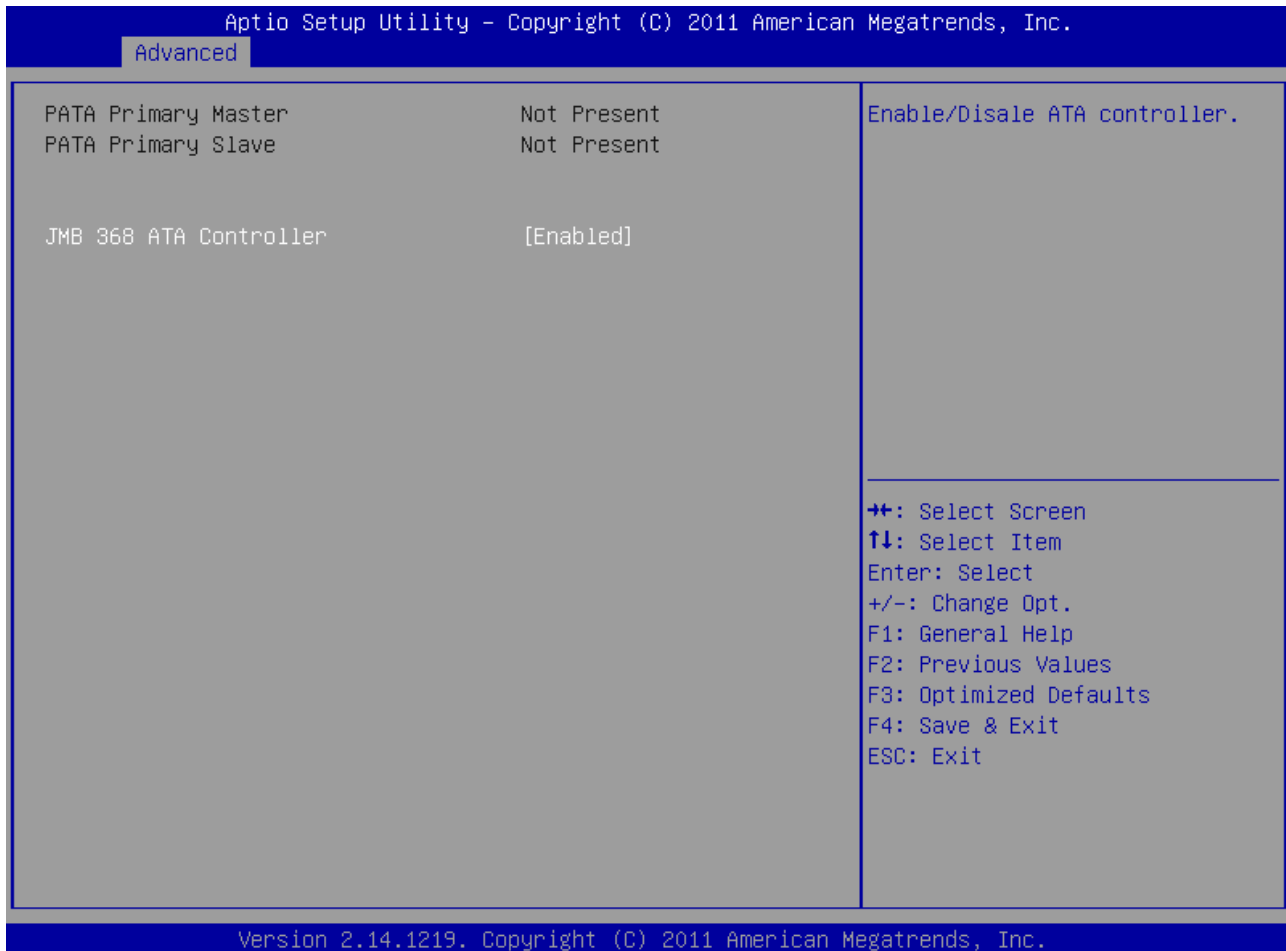 Aptio Setup Utility – Copyright (C) 2011 American Megatrends, Inc.
Advanced
PATA Primary Master Not Present
PATA Primary Slave Not Present
JMB 368 ATA Controller [Enabled]
Enable/Disale ATA controller.
→←: Select Screen
↑↓: Select Item
Enter: Select
+/-: Change Opt.
F1: General Help
F2: Previous Values
F3: Optimized Defaults
F4: Save & Exit
ESC: Exit
Version 2.14.1219. Copyright (C) 2011 American Megatrends, Inc.